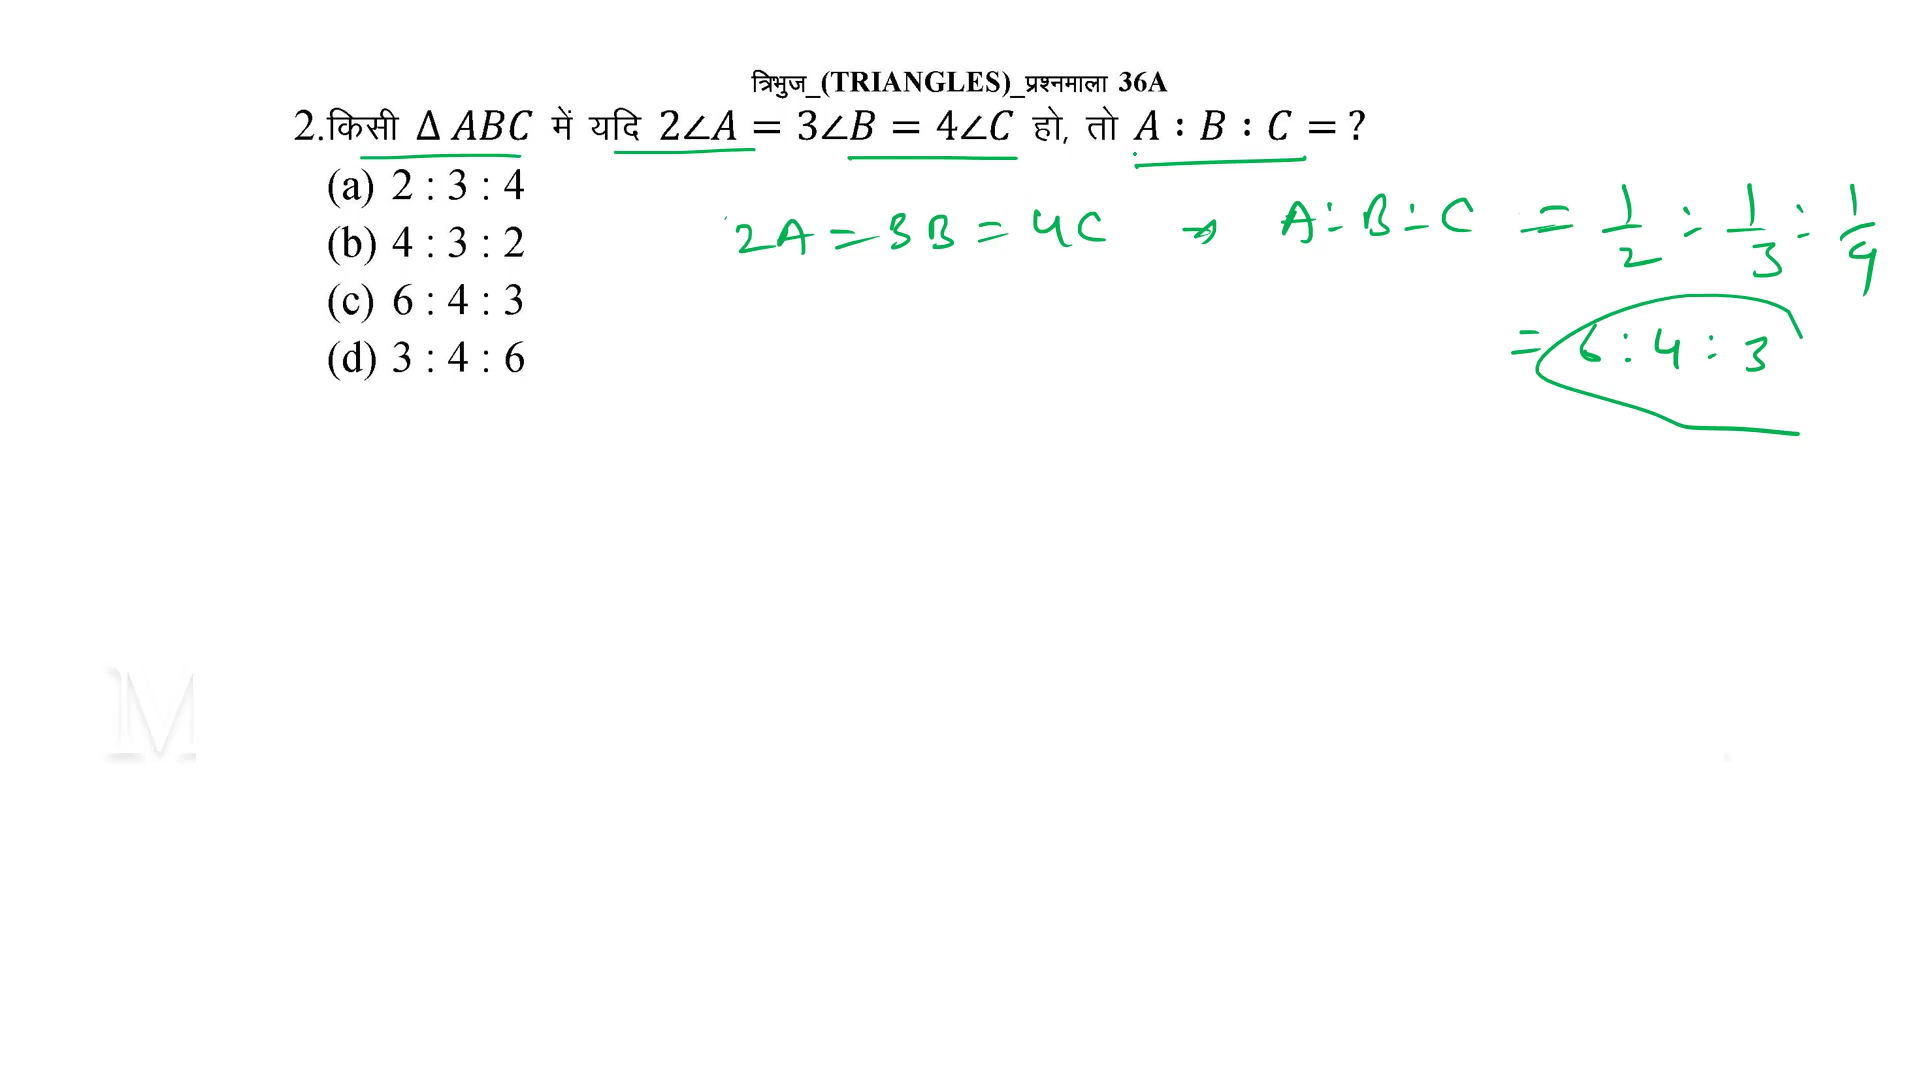 त्रिभुज_(TRIANGLES)_प्रश्नमाला 36A
2.किसी Δ ABC में यदि 2∠A = 3∠B = 4∠C हो, तो A : B : C = ?
(a) 2 : 3 : 4
(b) 4 : 3 : 2
(c) 6 : 4 : 3
(d) 3 : 4 : 6
2A = 3B = 4C → A : B : C = 1/2 : 1/3 : 1/4
= 6 : 4 : 3
M